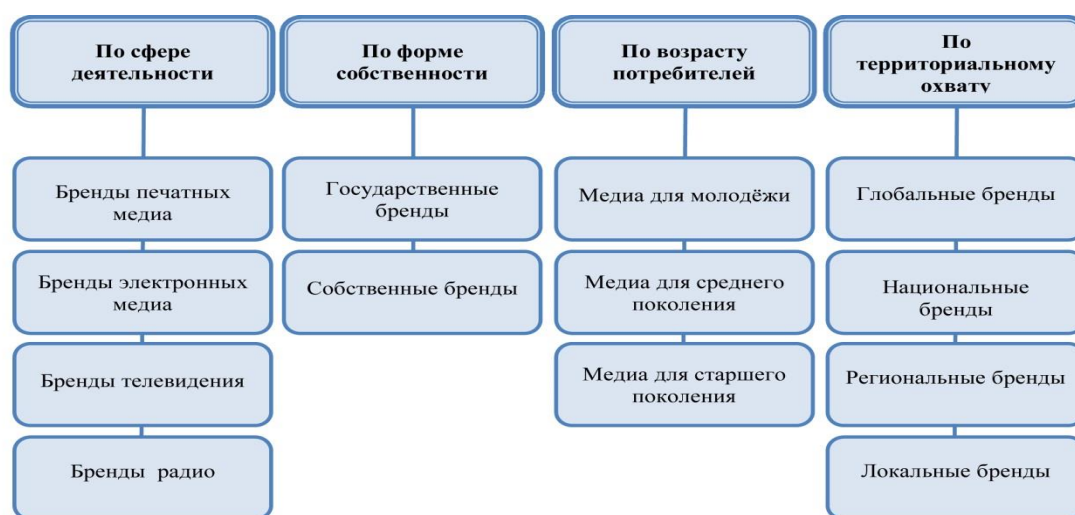 По сфере
деятельности
Бренды печатных
медиа
Бренды электронных
медиа
Бренды телевидения
Бренды радио
По форме
собственности
Государственные
бренды
Собственные бренды
По возрасту
потребителей
Медиа для молодёжи
Медиа для среднего
поколения
Медиа для старшего
поколения
По
территориальному
охвату
Глобальные бренды
Национальные
бренды
Региональные бренды
Локальные бренды